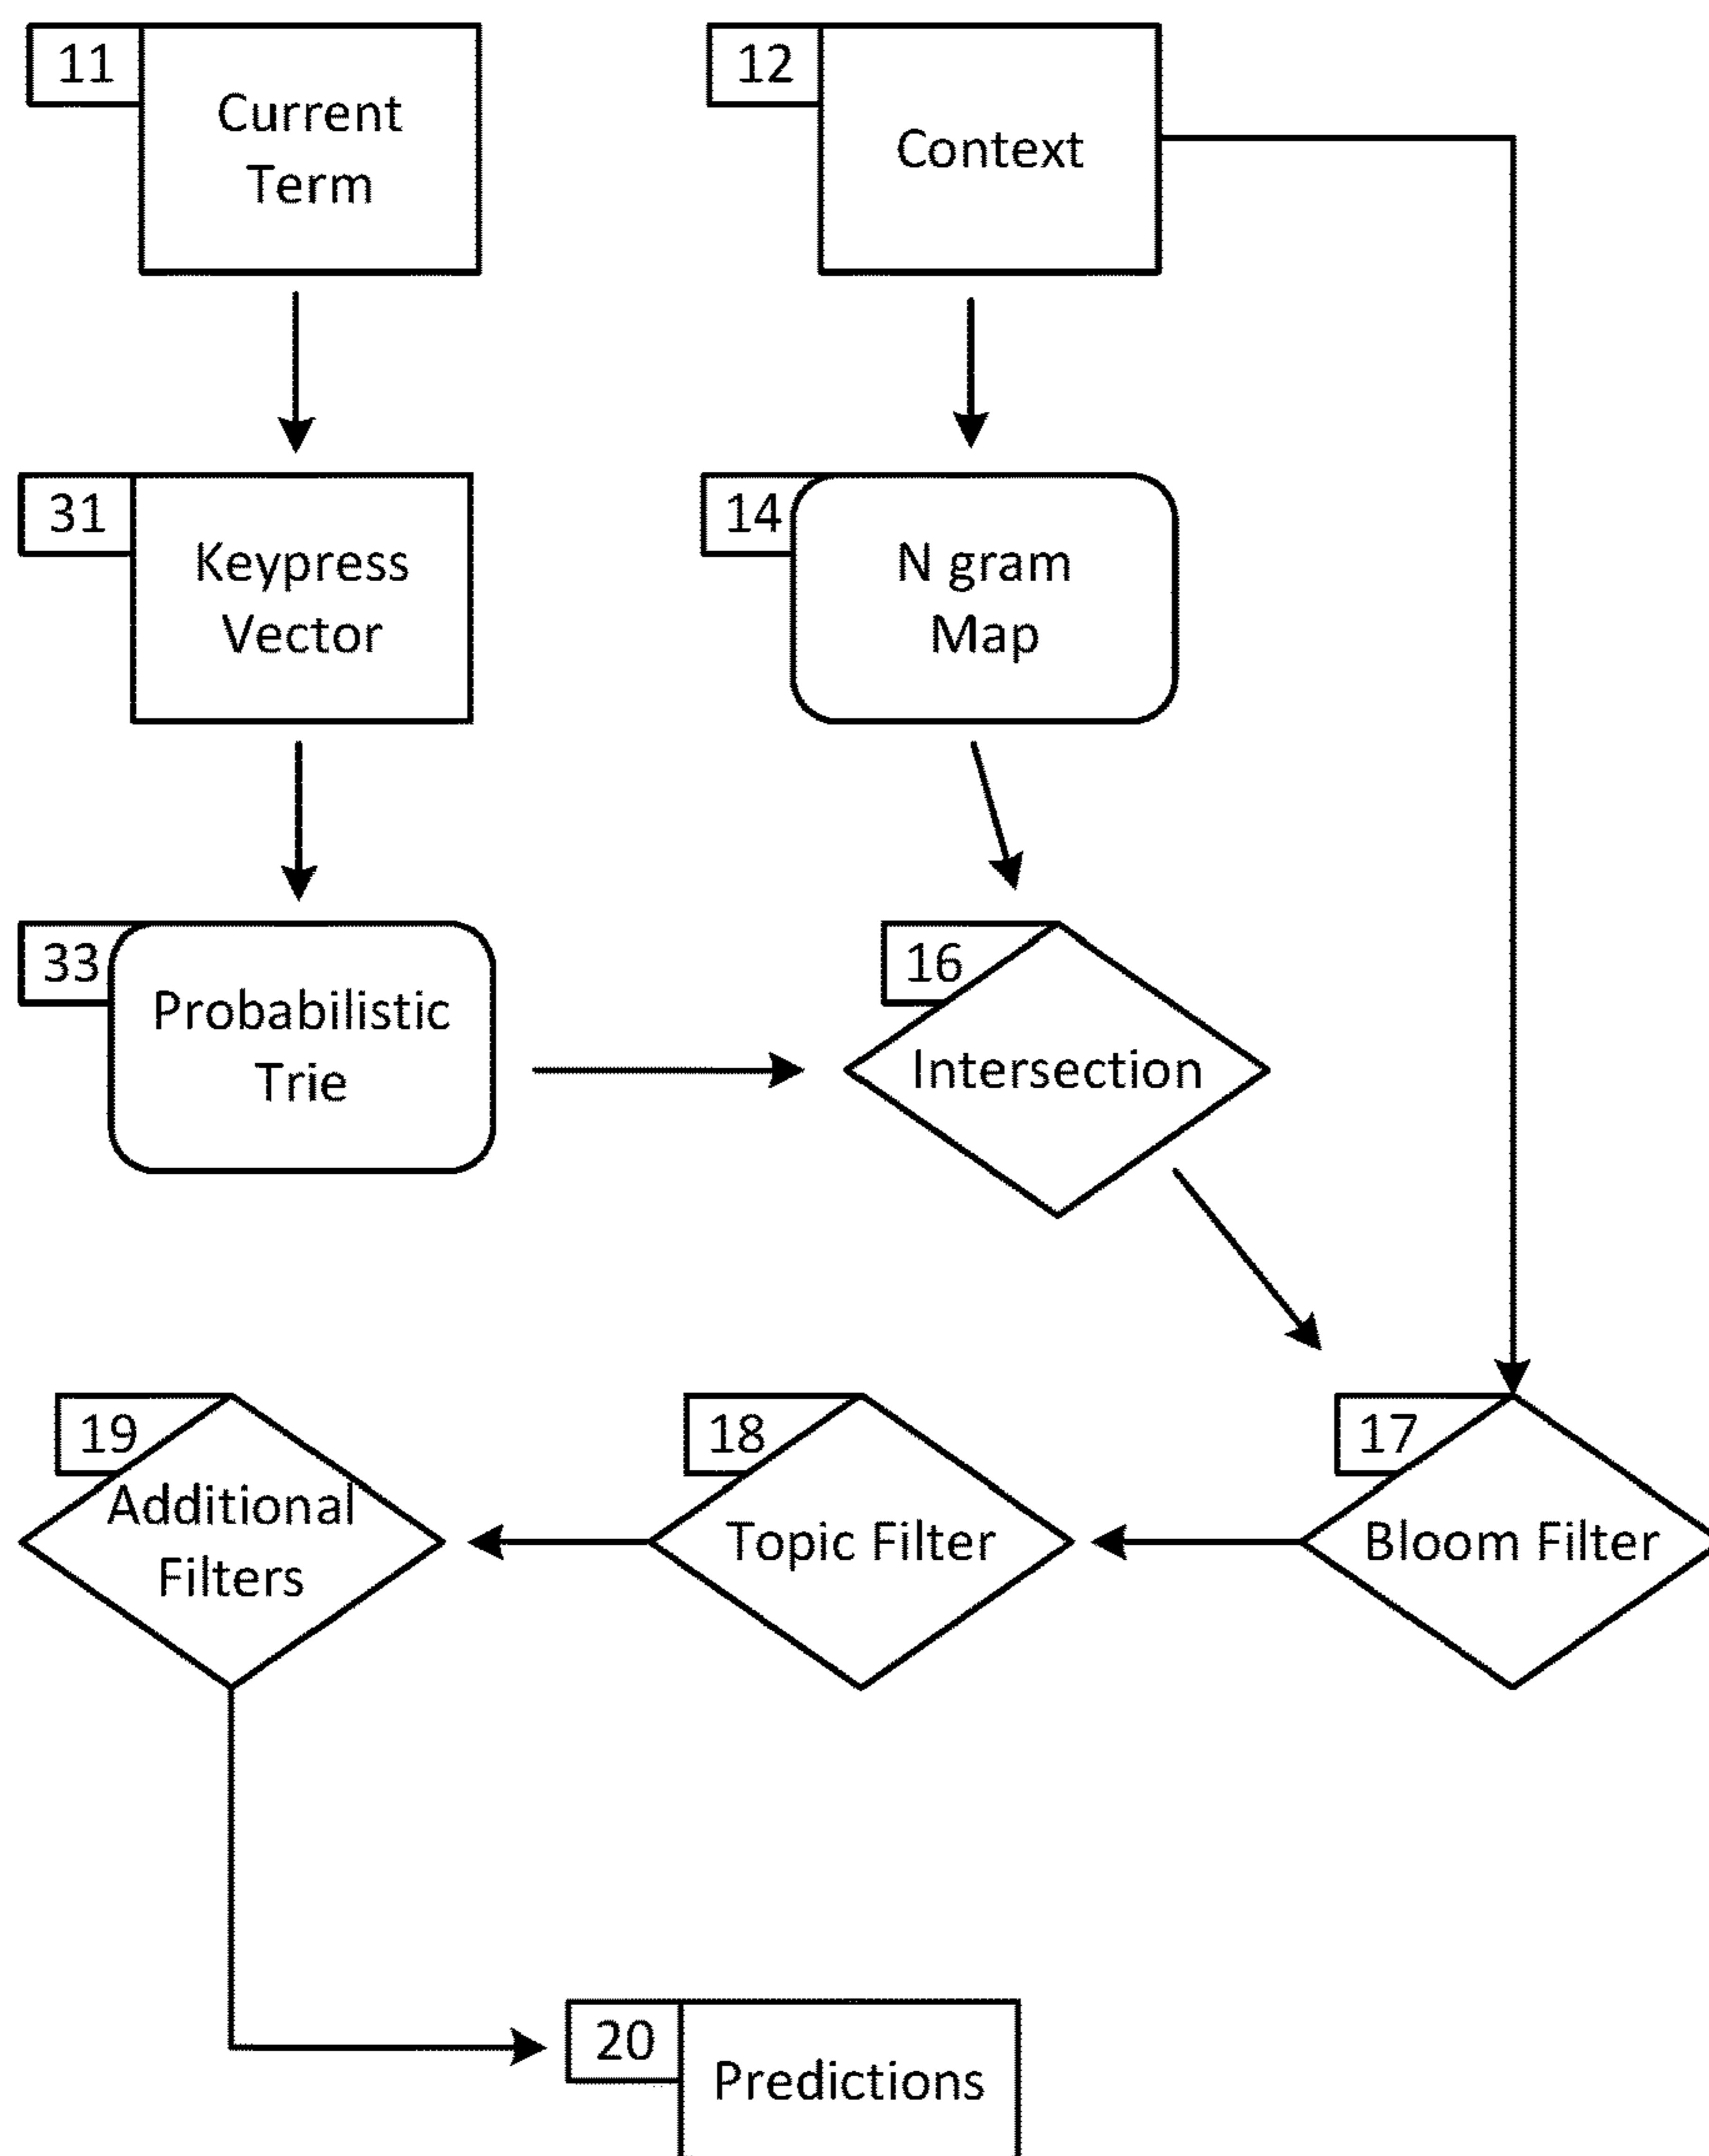 11
Current
Term
12
Context
31
Keypress
Vector
14
N gram
Map
33
Probabilistic
Trie
16
Intersection
19
Additional
Filters
18
Topic Filter
17
Bloom Filter
20
Predictions